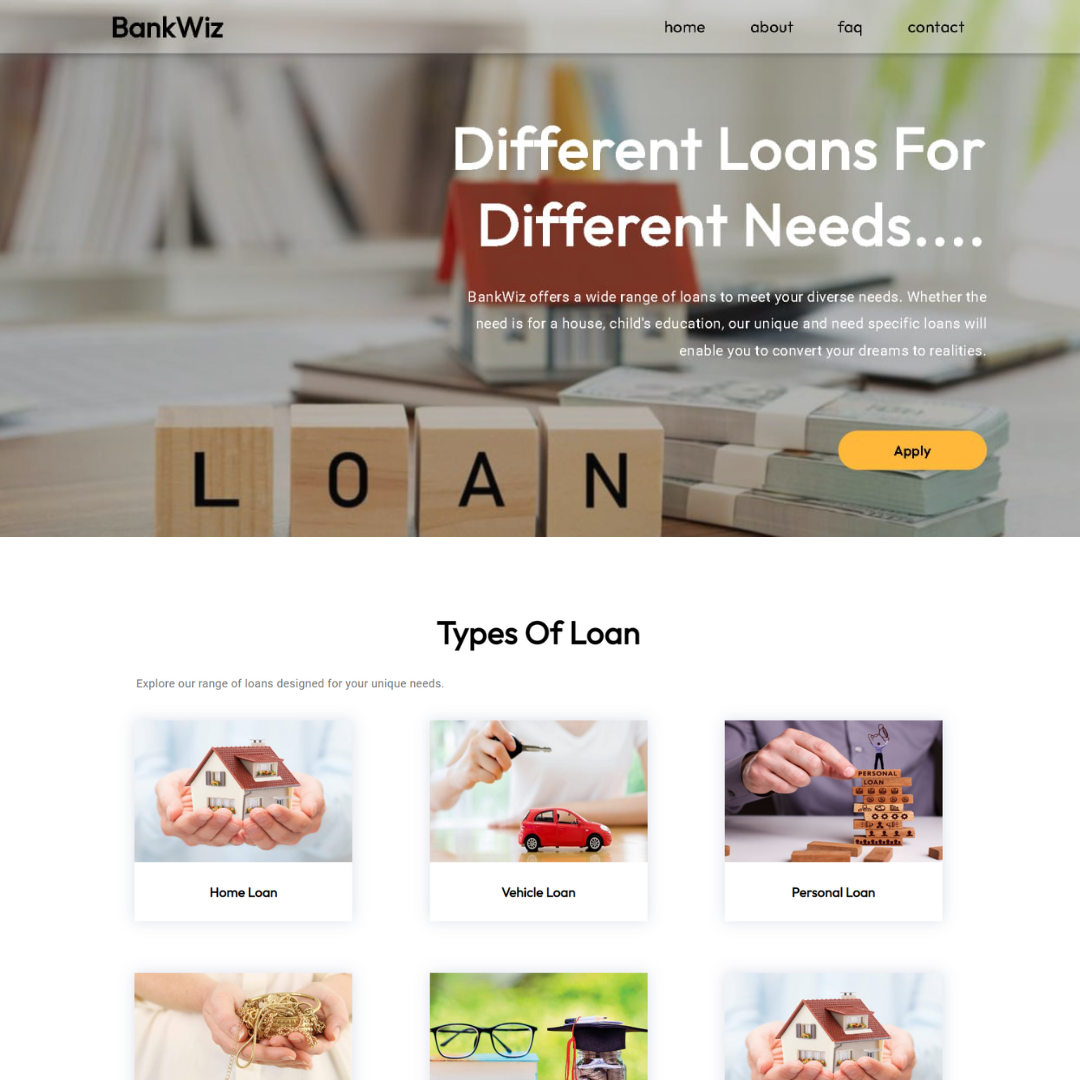 BankWiz
home about faq contact
Different Loans For
Different Needs....
BankWiz offers a wide range of loans to meet your diverse needs. Whether the
need is for a house, child's education, our unique and need specific loans will
enable you to convert your dreams to realities.
Apply
L O A N
Types Of Loan
Explore our range of loans designed for your unique needs.
PERSONAL
LOAN
Home Loan
Vehicle Loan
Personal Loan